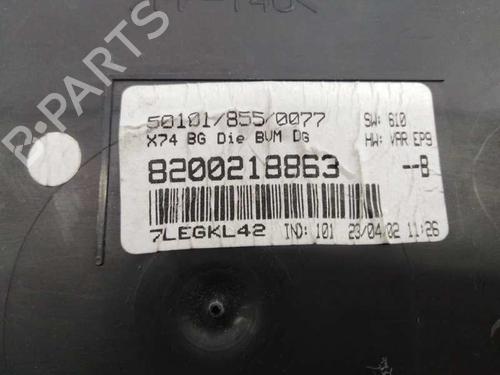 50101/855/0077
SW: 610
X74 BG Die BVM DG
HW: VAR EP9
8200218863 --B
7LEGKL42 IND: 101 23/04/02 11:26
B-PARTS